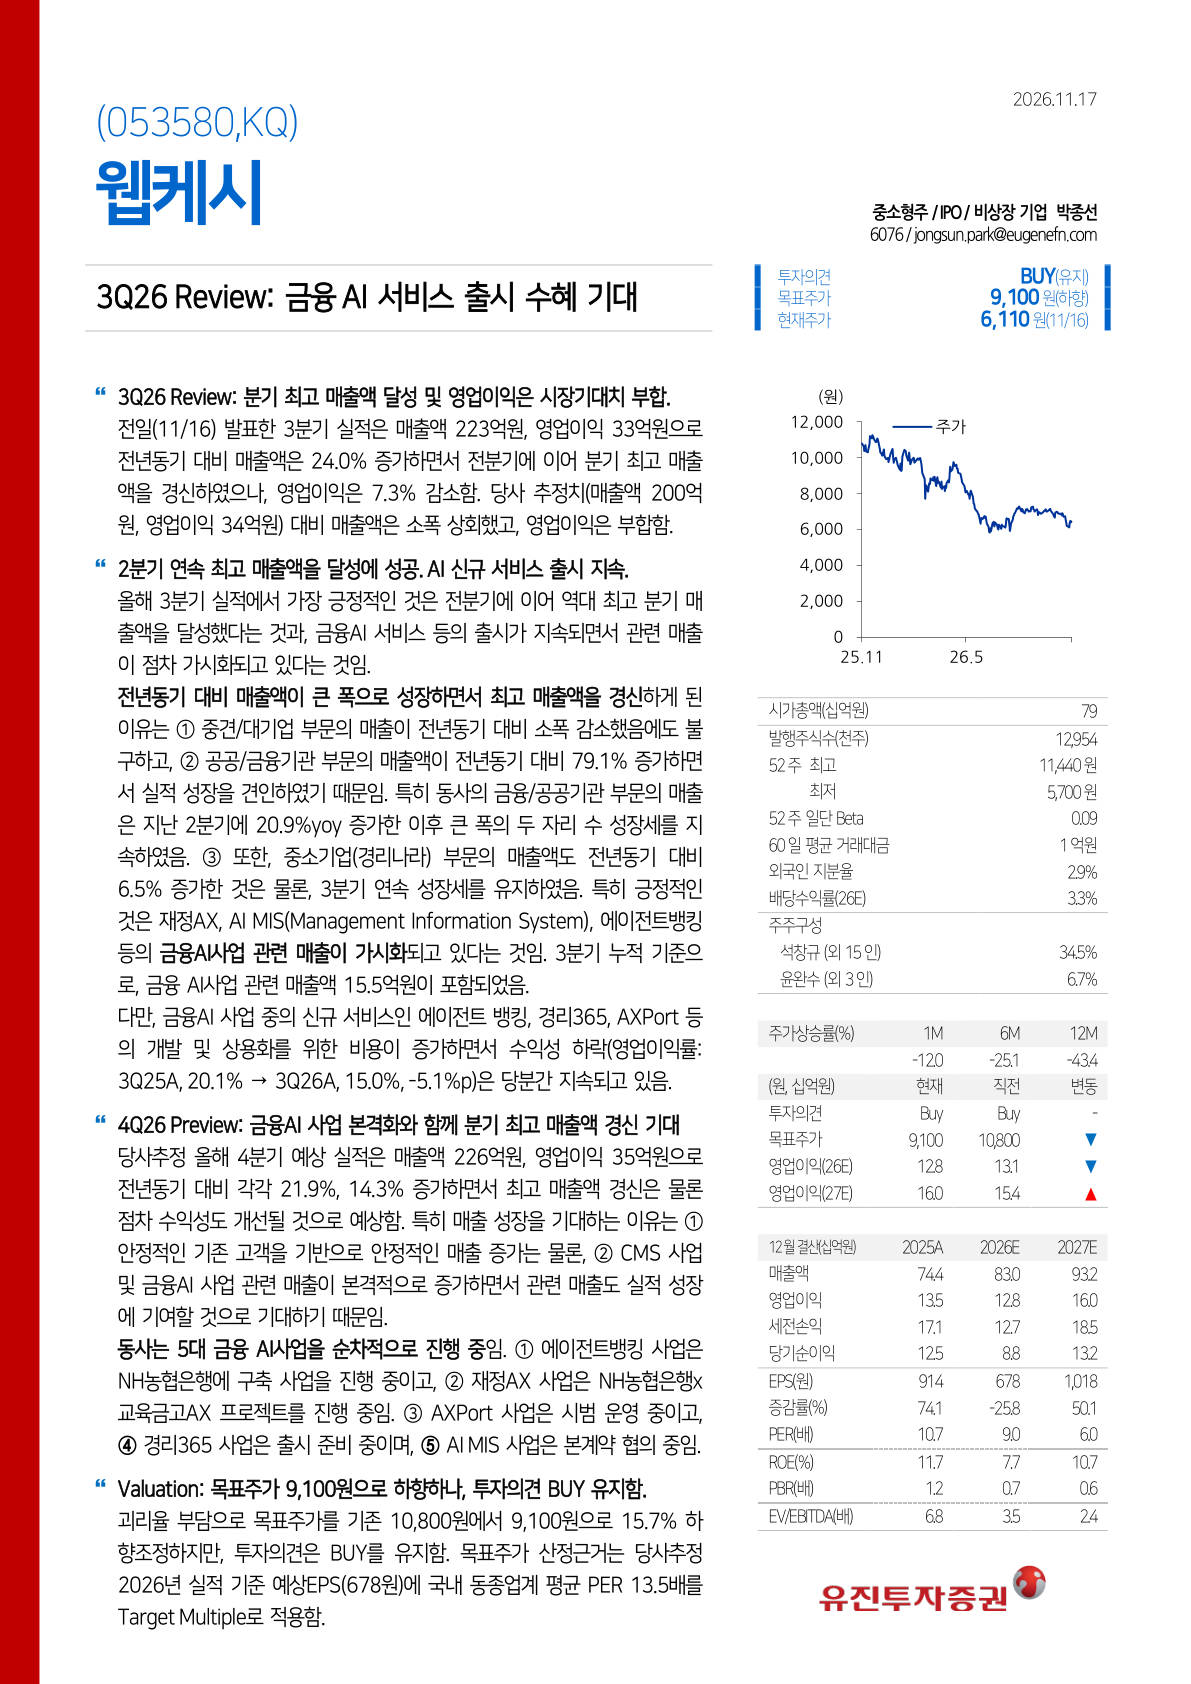 2026.11.17
(053580,KQ)
웹케시
중소형주 / IPO / 비상장 기업 박종선
6076 / jongsun.park@eugenefn.com
3Q26 Review: 금융 AI 서비스 출시 수혜 기대
투자의견 BUY(유지)
목표주가 9,100 원(하향)
현재주가 6,110 원(11/16)
“ 3Q26 Review: 분기 최고 매출액 달성 및 영업이익은 시장기대치 부합.
전일(11/16) 발표한 3분기 실적은 매출액 223억원, 영업이익 33억원으로
전년동기 대비 매출액은 24.0% 증가하면서 전분기에 이어 분기 최고 매출
액을 경신하였으나, 영업이익은 7.3% 감소함. 당사 추정치(매출액 200억
원, 영업이익 34억원) 대비 매출액은 소폭 상회했고, 영업이익은 부합함.
“ 2분기 연속 최고 매출액을 달성에 성공. AI 신규 서비스 출시 지속.
올해 3분기 실적에서 가장 긍정적인 것은 전분기에 이어 역대 최고 분기 매
출액을 달성했다는 것과, 금융AI 서비스 등의 출시가 지속되면서 관련 매출
이 점차 가시화되고 있다는 것임.
전년동기 대비 매출액이 큰 폭으로 성장하면서 최고 매출액을 경신하게 된
이유는 ① 중견/대기업 부문의 매출이 전년동기 대비 소폭 감소했음에도 불
구하고, ② 공공/금융기관 부문의 매출액이 전년동기 대비 79.1% 증가하면
서 실적 성장을 견인하였기 때문임. 특히 동사의 금융/공공기관 부문의 매출
은 지난 2분기에 20.9%yoy 증가한 이후 큰 폭의 두 자리 수 성장세를 지
속하였음. ③ 또한, 중소기업(경리나라) 부문의 매출액도 전년동기 대비
6.5% 증가한 것은 물론, 3분기 연속 성장세를 유지하였음. 특히 긍정적인
것은 재정AX, AI MIS(Management Information System), 에이전트뱅킹
등의 금융AI사업 관련 매출이 가시화되고 있다는 것임. 3분기 누적 기준으
로, 금융 AI사업 관련 매출액 15.5억원이 포함되었음.
다만, 금융AI 사업 중의 신규 서비스인 에이전트 뱅킹, 경리365, AXPort 등
의 개발 및 상용화를 위한 비용이 증가하면서 수익성 하락(영업이익률:
3Q25A, 20.1% → 3Q26A, 15.0%, -5.1%p)은 당분간 지속되고 있음.
“ 4Q26 Preview: 금융AI 사업 본격화와 함께 분기 최고 매출액 경신 기대
당사추정 올해 4분기 예상 실적은 매출액 226억원, 영업이익 35억원으로
전년동기 대비 각각 21.9%, 14.3% 증가하면서 최고 매출액 경신은 물론
점차 수익성도 개선될 것으로 예상함. 특히 매출 성장을 기대하는 이유는 ①
안정적인 기존 고객을 기반으로 안정적인 매출 증가는 물론, ② CMS 사업
및 금융AI 사업 관련 매출이 본격적으로 증가하면서 관련 매출도 실적 성장
에 기여할 것으로 기대하기 때문임.
동사는 5대 금융 AI사업을 순차적으로 진행 중임. ① 에이전트뱅킹 사업은
NH농협은행에 구축 사업을 진행 중이고, ② 재정AX 사업은 NH농협은행x
교육금고AX 프로젝트를 진행 중임. ③ AXPort 사업은 시범 운영 중이고,
④ 경리365 사업은 출시 준비 중이며, ⑤ AI MIS 사업은 본계약 협의 중임.
“ Valuation: 목표주가 9,100원으로 하향하나, 투자의견 BUY 유지함.
괴리율 부담으로 목표주가를 기존 10,800원에서 9,100원으로 15.7% 하
향조정하지만, 투자의견은 BUY를 유지함. 목표주가 산정근거는 당사추정
2026년 실적 기준 예상EPS(678원)에 국내 동종업계 평균 PER 13.5배를
Target Multiple로 적용함.
(원)
12,000
10,000
8,000
6,000
4,000
2,000
0
주가
25.11 26.5
시가총액(십억원) 79
발행주식수(천주) 12,954
52 주 최고 11,440 원
최저 5,700 원
52 주 일단 Beta 0.09
60 일 평균 거래대금 1 억원
외국인 지분율 2.9%
배당수익률(26E) 3.3%
주주구성
석창규 (외 15 인) 34.5%
윤완수 (외 3 인) 6.7%
주가상승률(%) 1M 6M 12M
-12.0 -25.1 -43.4
(원, 십억원) 현재 직전 변동
투자의견 Buy Buy -
목표주가 9,100 10,800 ▼
영업이익(26E) 12.8 13.1 ▼
영업이익(27E) 16.0 15.4 ▲
12 월 결산(십억원) 2025A 2026E 2027E
매출액 74.4 83.0 93.2
영업이익 13.5 12.8 16.0
세전손익 17.1 12.7 18.5
당기순이익 12.5 8.8 13.2
EPS(원) 914 678 1,018
증감률(%) 74.1 -25.8 50.1
PER(배) 10.7 9.0 6.0
ROE(%) 11.7 7.7 10.7
PBR(배) 1.2 0.7 0.6
EV/EBITDA(배) 6.8 3.5 2.4
유진투자증권